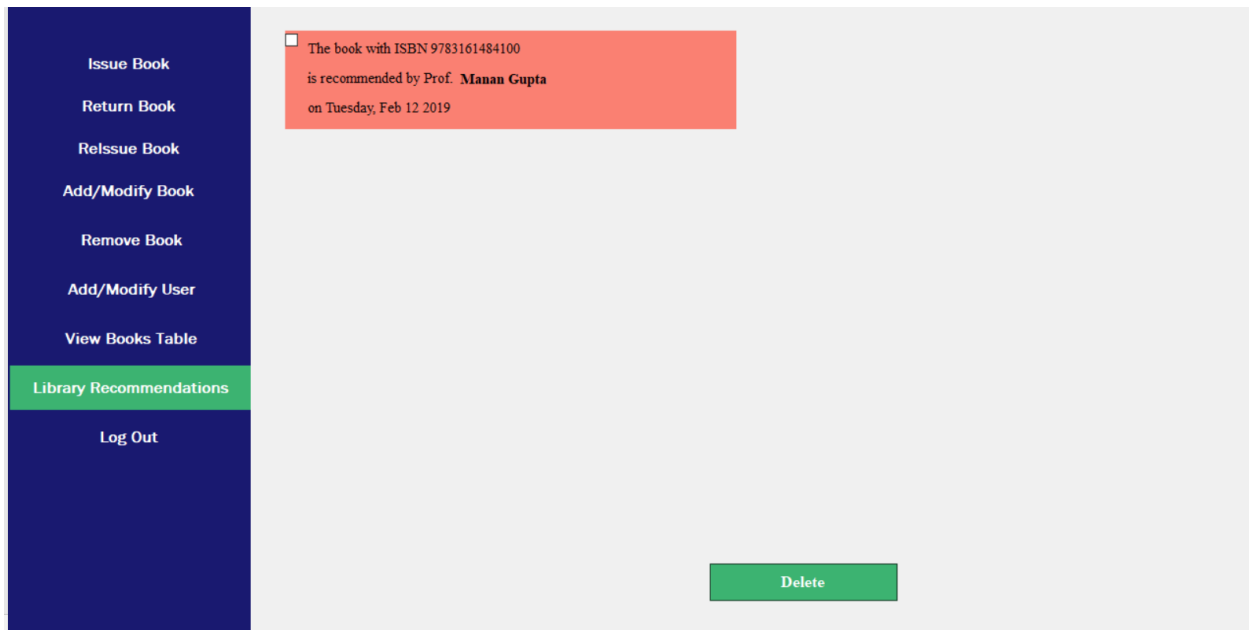 Issue Book
Return Book
ReIssue Book
Add/Modify Book
Remove Book
Add/Modify User
View Books Table
Library Recommendations
Log Out
The book with ISBN 9783161484100
is recommended by Prof. Manan Gupta
on Tuesday, Feb 12 2019
Delete